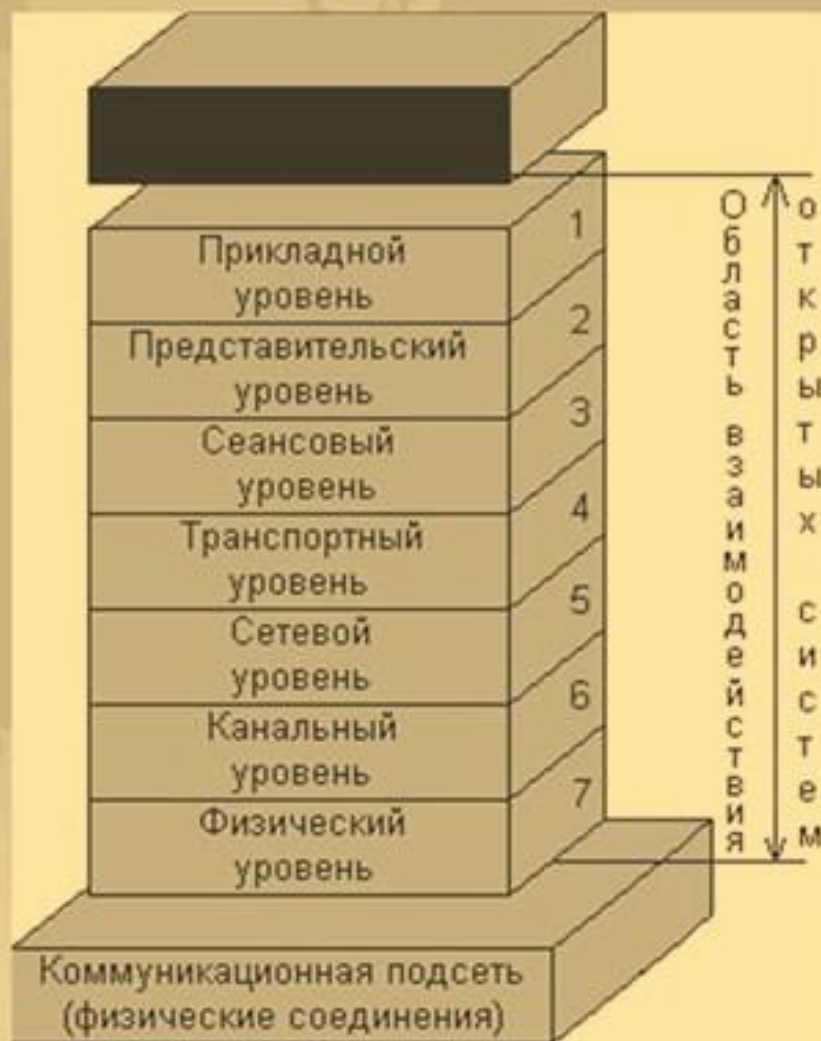 Прикладной
уровень
1
Представительский
уровень
2
Сеансовый
уровень
3
Транспортный
уровень
4
Сетевой
уровень
5
Канальный
уровень
6
Физический
уровень
7
Коммуникационная подсеть
(физические соединения)
Область взаимодействия
открытых систем